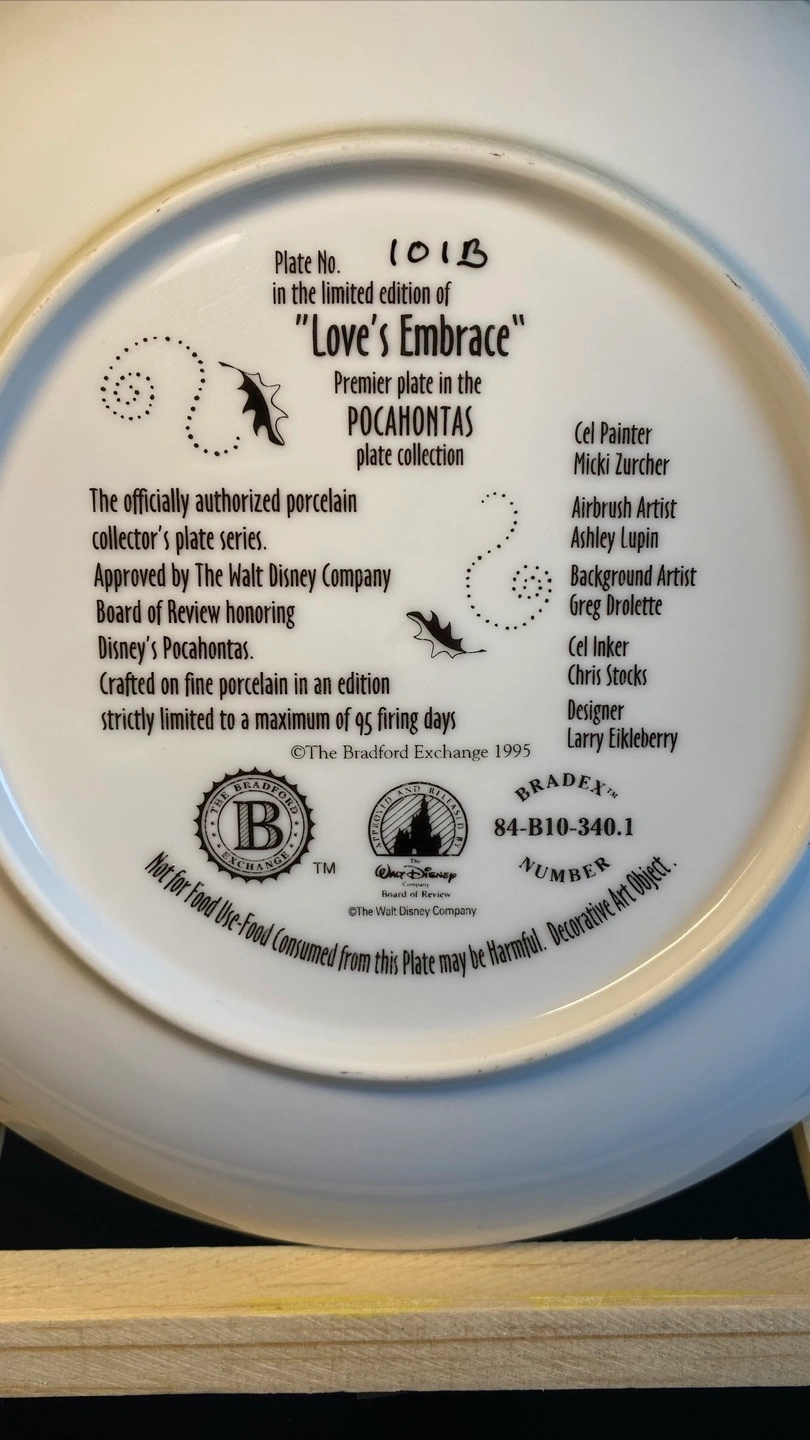 Plate No. 101B
in the limited edition of
"Love's Embrace"
Premier plate in the
POCAHONTAS
plate collection
The officially authorized porcelain
collector's plate series.
Approved by The Walt Disney Company
Board of Review honoring
Disney's Pocahontas.
Crafted on fine porcelain in an edition
strictly limited to a maximum of 95 firing days
©The Bradford Exchange 1995
Cel Painter
Micki Zurcher
Airbrush Artist
Ashley Lupin
Background Artist
Greg Drolette
Cel Inker
Chris Stocks
Designer
Larry Eikleberry
THE BRADFORD
B
EXCHANGE
TM
APPROVED AND RELEASED BY
The
WALT DISNEY
Company
Board of Review
©The Walt Disney Company
BRADEX™
84-B10-340.1
NUMBER
Not for Food Use-Food Consumed from this Plate may be Harmful. Decorative Art Object.